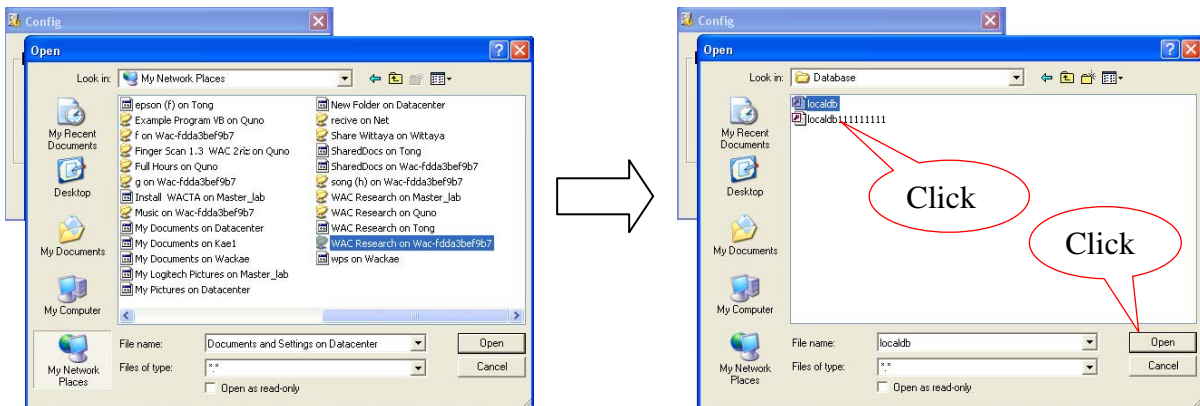 Config
Open
Look in:
My Network Places
My Recent
Documents
Desktop
My Documents
My Computer
My Network
Places
epson (f) on Tong
Example Program VB on Quno
f on Wac-fdda3bef9b7
Finger Scan 1.3 WAC on Quno
Full Hours on Quno
g on Wac-fdda3bef9b7
Install WACTA on Master_lab
Music on Wac-fdda3bef9b7
My Documents on Datacenter
My Documents on Kae1
My Documents on Wackae
My Logitech Pictures on Master_lab
My Pictures on Datacenter
New Folder on Datacenter
recive on Net
Share Wittaya on Wittaya
SharedDocs on Tong
SharedDocs on Wac-fdda3bef9b7
song (h) on Wac-fdda3bef9b7
WAC Research on Master_lab
WAC Research on Quno
WAC Research on Tong
WAC Research on Wac-fdda3bef9b7
wps on Wackae
File name:
Documents and Settings on Datacenter
Open
Files of type:
*.*
Cancel
Open as read-only
Config
Open
Look in:
Database
My Recent
Documents
Desktop
My Documents
My Computer
My Network
Places
localdb
localdb111111111
Click
Click
File name:
localdb
Open
Files of type:
*.*
Cancel
Open as read-only